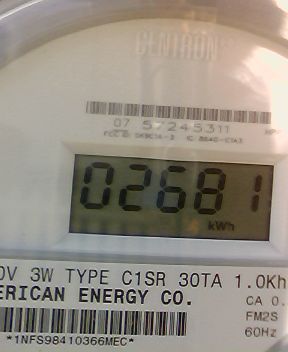 CENTRON
07 57245311
02681
kWh
0V 3W TYPE C1SR 30TA 1.0Kh
ERICAN ENERGY CO.
CA 0.
FM2S
60Hz
*1NFS98410366MEC*